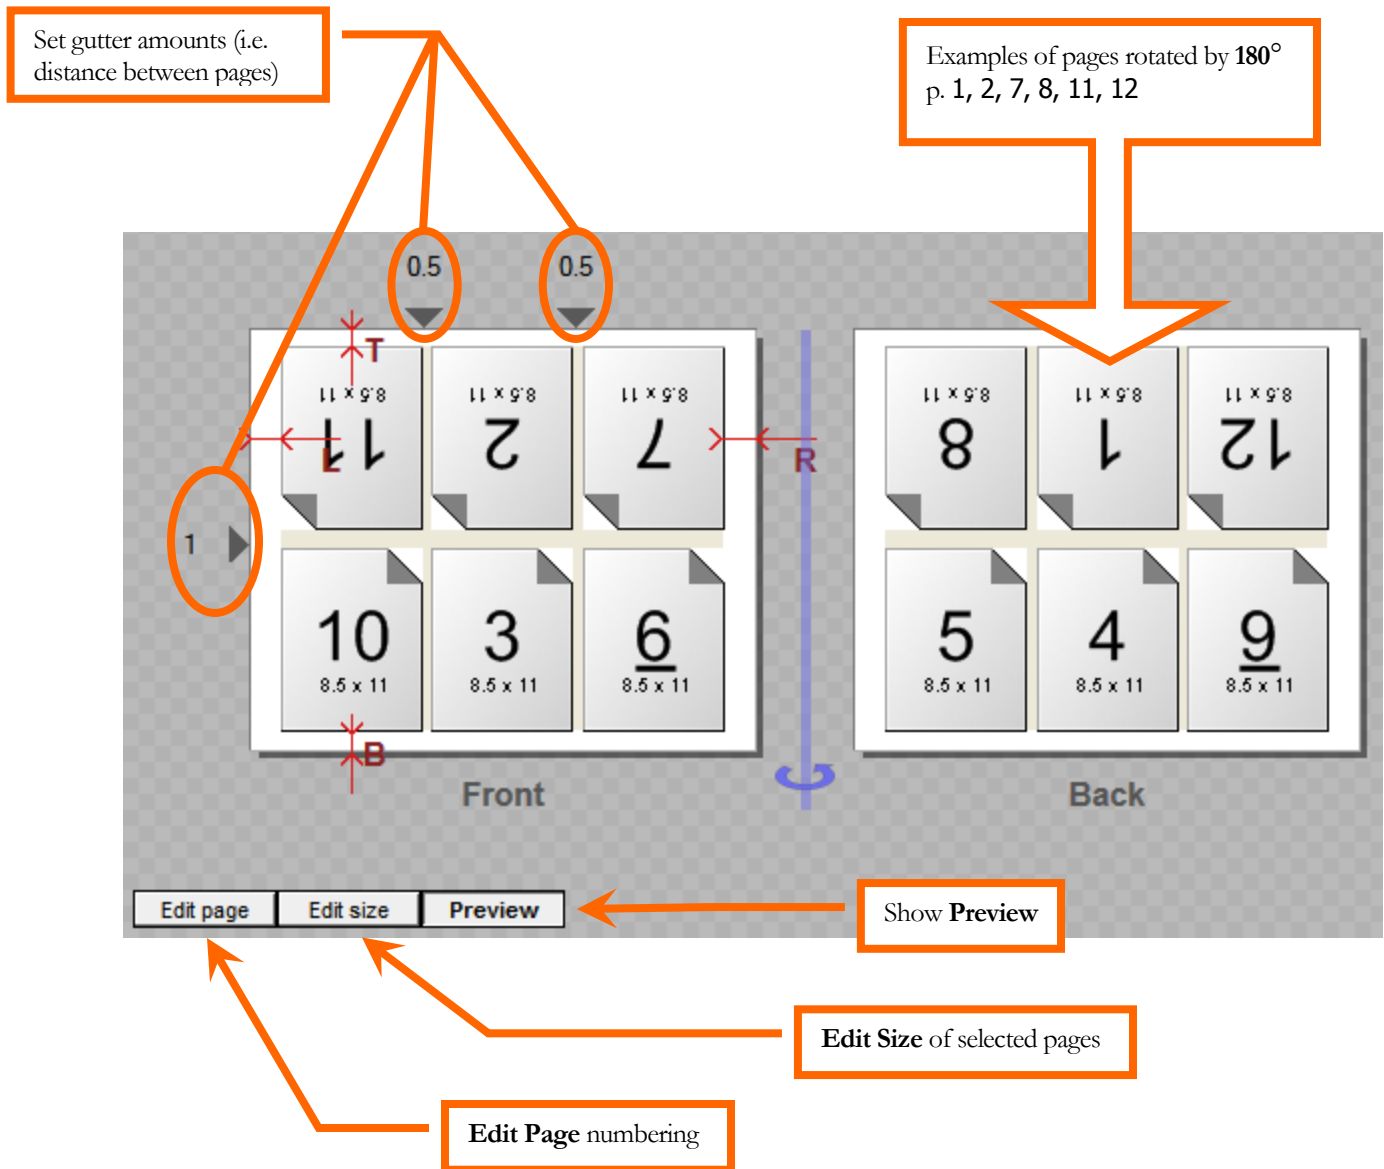 Set gutter amounts (i.e.
distance between pages)
Examples of pages rotated by 180°
p. 1, 2, 7, 8, 11, 12
0.5
0.5
T
8.5 x 11
11
8.5 x 11
2
8.5 x 11
7
8.5 x 11
8
8.5 x 11
1
8.5 x 11
12
L
R
1
10
8.5 x 11
3
8.5 x 11
6
8.5 x 11
5
8.5 x 11
4
8.5 x 11
9
8.5 x 11
B
Front
Back
Edit page
Edit size
Preview
Show Preview
Edit Size of selected pages
Edit Page numbering